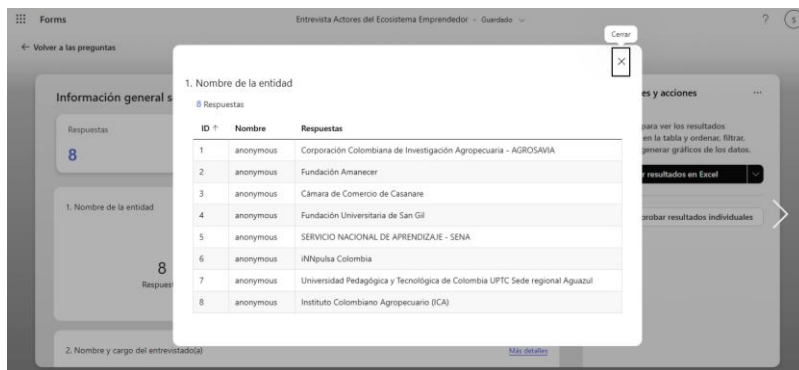 Forms
Entrevista Actores del Ecosistema Emprendedor - Guardado
?
S
Cerrar
← Volver a las preguntas
Información general s
Respuestas
8
1. Nombre de la entidad
8
Respues
2. Nombre y cargo del entrevistado(a)
Más detalles
1. Nombre de la entidad
8 Respuestas
ID ↑ Nombre Respuestas
1 anonymous Corporación Colombiana de Investigación Agropecuaria - AGROSAVIA
2 anonymous Fundación Amanecer
3 anonymous Cámara de Comercio de Casanare
4 anonymous Fundación Universitaria de San Gil
5 anonymous SERVICIO NACIONAL DE APRENDIZAJE - SENA
6 anonymous iNNpulsa Colombia
7 anonymous Universidad Pedagógica y Tecnológica de Colombia UPTC Sede regional Aguazul
8 anonymous Instituto Colombiano Agropecuario (ICA)
es y acciones
para ver los resultados
en la tabla y ordenar, filtrar,
generar gráficos de los datos.
r resultados en Excel
probar resultados individuales